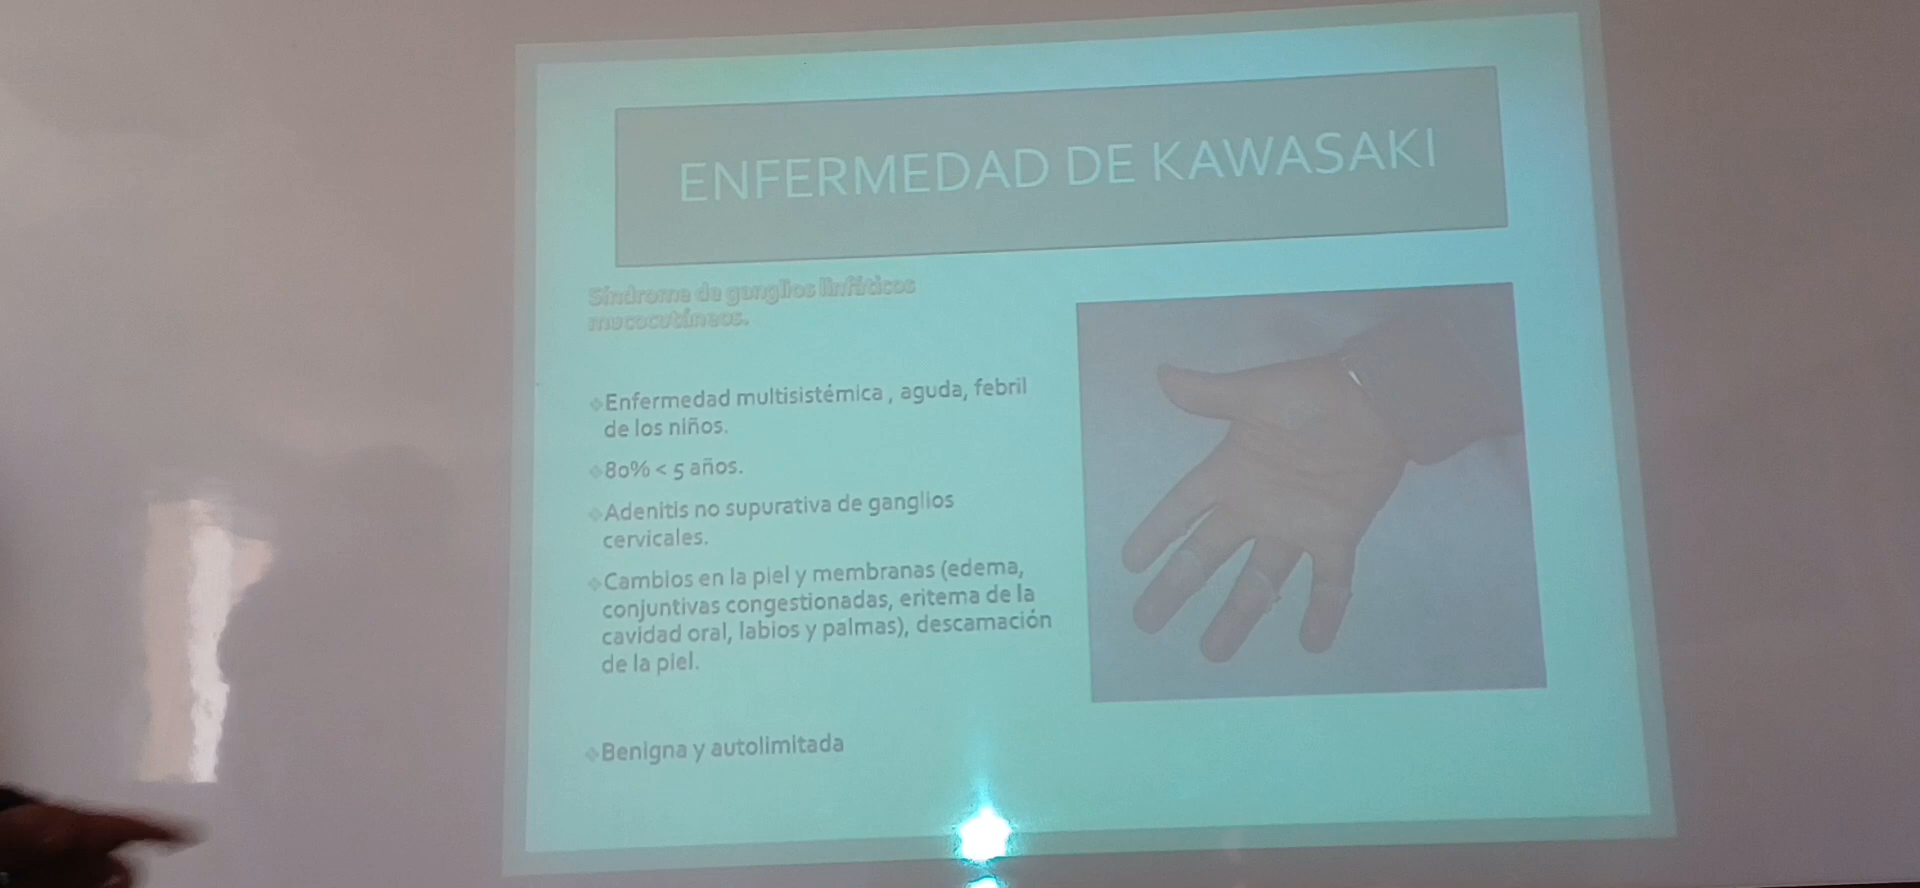 ENFERMEDAD DE KAWASAKI
Síndrome de ganglios linfáticos
mucocutáneos.
Enfermedad multisistémica , aguda, febril
de los niños.
80% < 5 años.
Adenitis no supurativa de ganglios
cervicales.
Cambios en la piel y membranas (edema,
conjuntivas congestionadas, eritema de la
cavidad oral, labios y palmas), descamación
de la piel.
Benigna y autolimitada